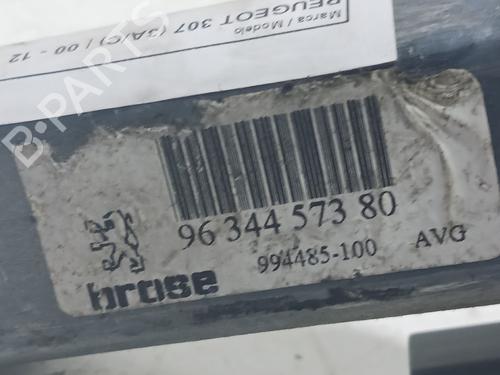 Marca / Modelo
PEUGEOT 307 (3A/C) / 00 - 12
B-PARTS
96 344 573 80
994485-100 AVG
brose